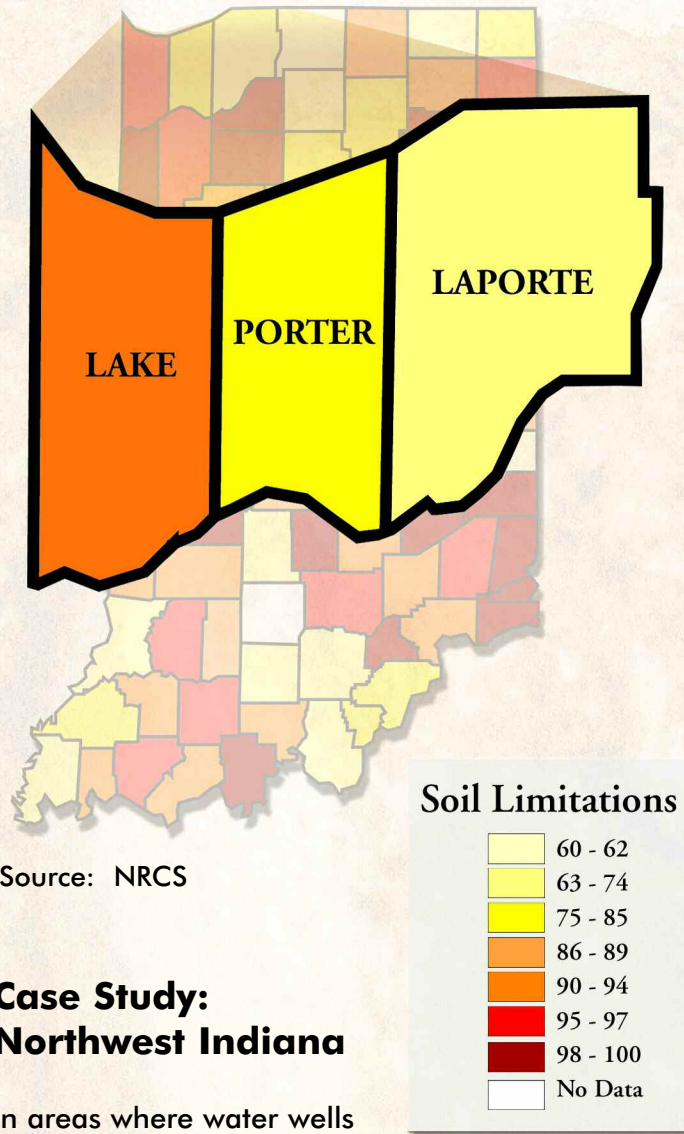 LAPORTE
PORTER
LAKE
Soil Limitations
60 - 62
63 - 74
75 - 85
86 - 89
90 - 94
95 - 97
98 - 100
No Data
Source: NRCS
Case Study:
Northwest Indiana
n areas where water wells